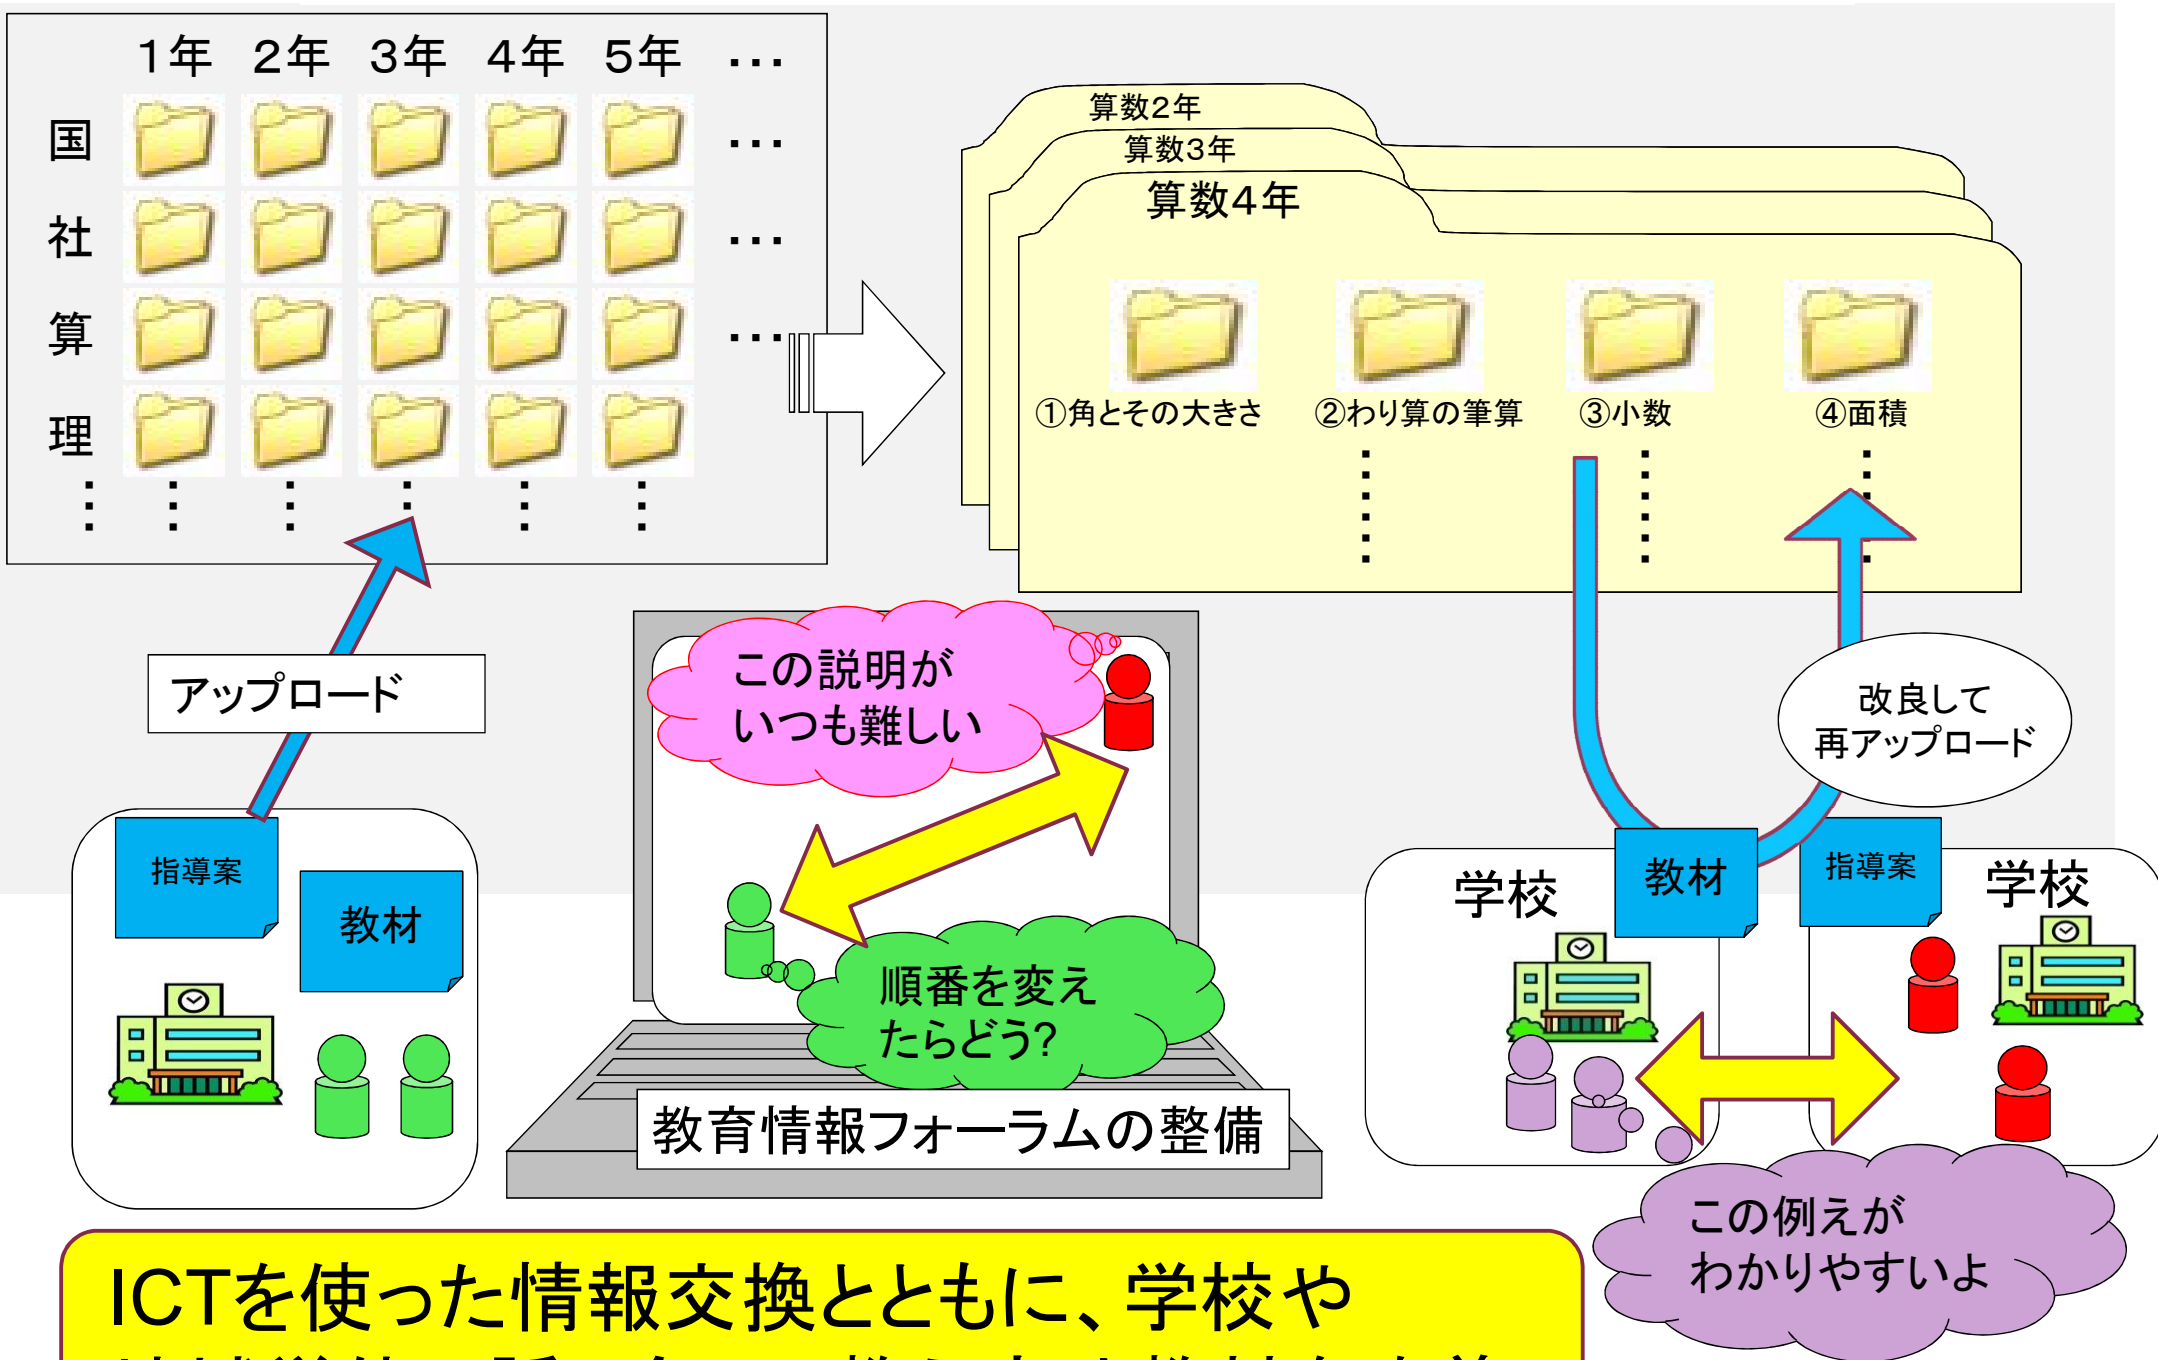 1年 2年 3年 4年 5年 …
国 …
社 …
算 …
理
算数2年
算数3年
算数4年
①角とその大きさ ②わり算の筆算 ③小数 ④面積
アップロード
指導案
教材
この説明が
いつも難しい
順番を変え
たらどう?
教育情報フォーラムの整備
改良して
再アップロード
学校
教材
指導案
学校
この例えが
わかりやすいよ
ICTを使った情報交換とともに、学校や